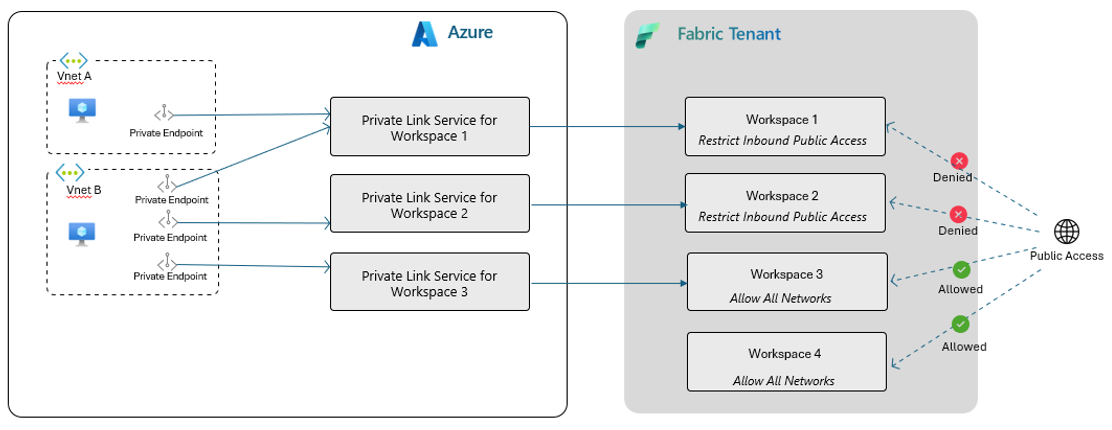 Azure
Fabric Tenant
Vnet A
Private Endpoint
Vnet B
Private Endpoint
Private Endpoint
Private Endpoint
Private Link Service for
Workspace 1
Private Link Service for
Workspace 2
Private Link Service for
Workspace 3
Workspace 1
Restrict Inbound Public Access
Workspace 2
Restrict Inbound Public Access
Workspace 3
Allow All Networks
Workspace 4
Allow All Networks
Denied
Denied
Allowed
Allowed
Public Access